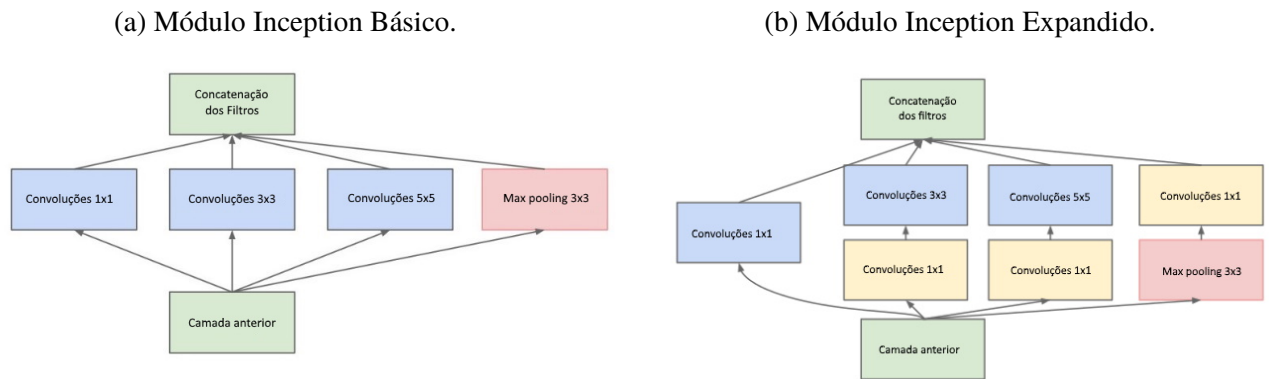 (a) Módulo Inception Básico.
Concatenação
dos Filtros
Convoluções 1x1
Convoluções 3x3
Convoluções 5x5
Max pooling 3x3
Camada anterior
(b) Módulo Inception Expandido.
Concatenação
dos filtros
Convoluções 3x3
Convoluções 5x5
Convoluções 1x1
Convoluções 1x1
Convoluções 1x1
Convoluções 1x1
Max pooling 3x3
Camada anterior